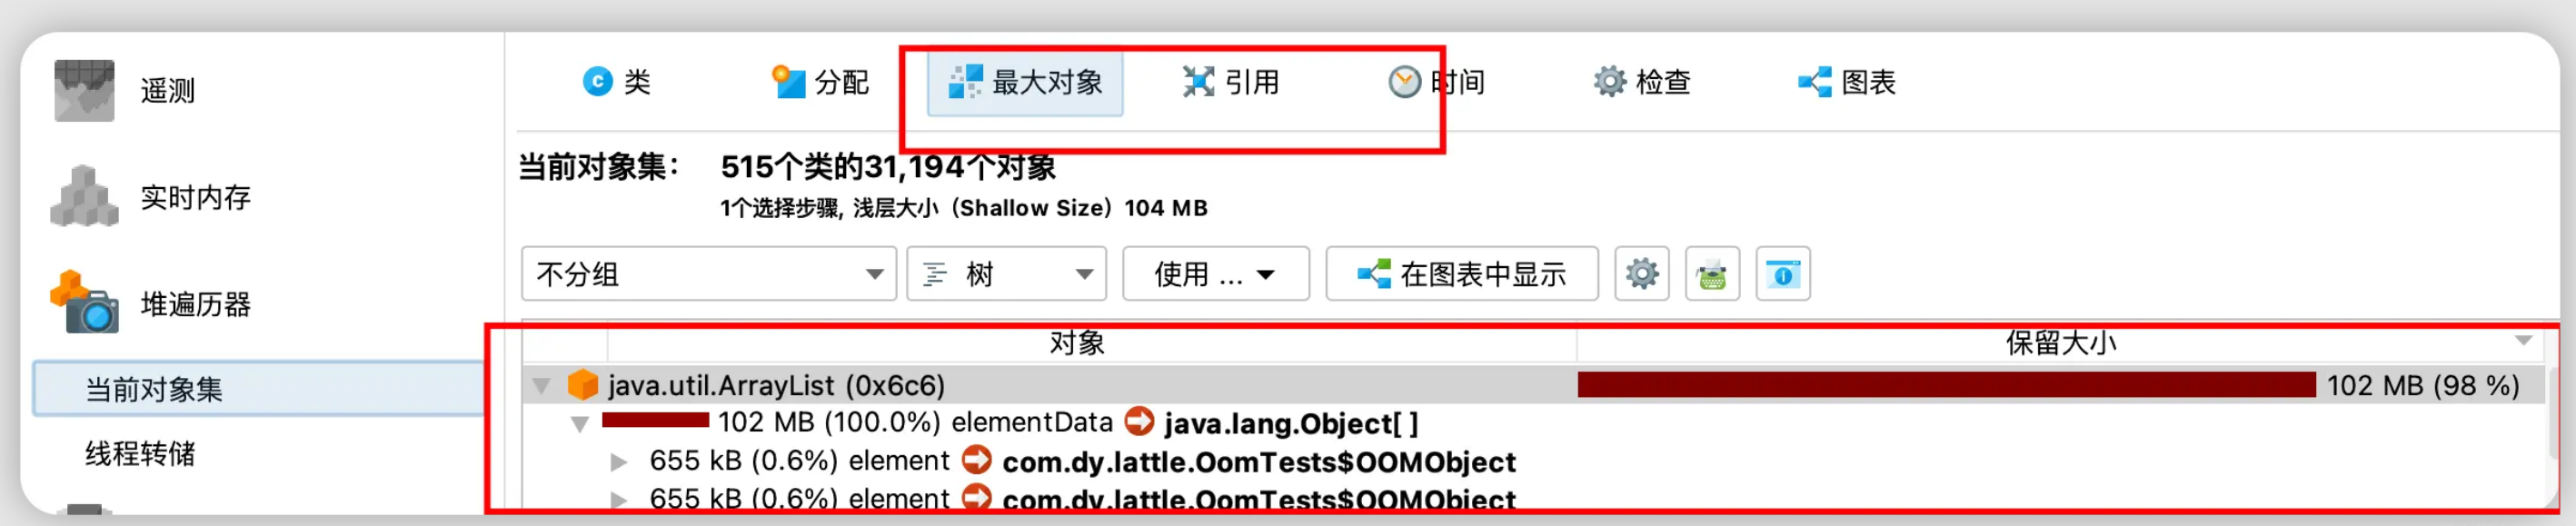 遥测
实时内存
堆遍历器
当前对象集
线程转储
类 分配 最大对象 引用 时间 检查 图表
当前对象集： 515个类的31,194个对象
1个选择步骤, 浅层大小（Shallow Size）104 MB
不分组 树 使用 ... 在图表中显示
对象 保留大小
java.util.ArrayList (0x6c6) 102 MB (98 %)
102 MB (100.0%) elementData java.lang.Object[ ]
655 kB (0.6%) element com.dy.lattle.OomTests$OOMObject
655 kB (0.6%) element com.dy.lattle.OomTests$OOMObject